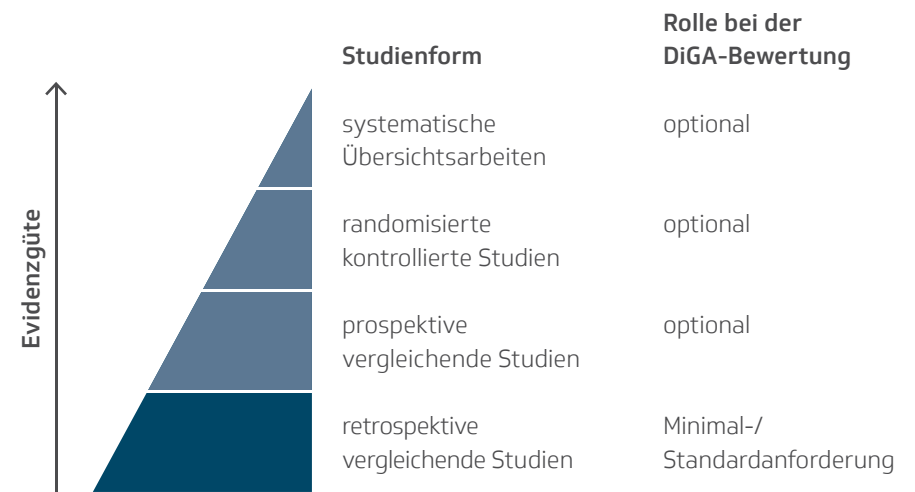 Studienform
Rolle bei der
DiGA-Bewertung
Evidenzgüte
systematische
Übersichtsarbeiten
optional
randomisierte
kontrollierte Studien
optional
prospektive
vergleichende Studien
optional
retrospektive
vergleichende Studien
Minimal-/
Standardanforderung